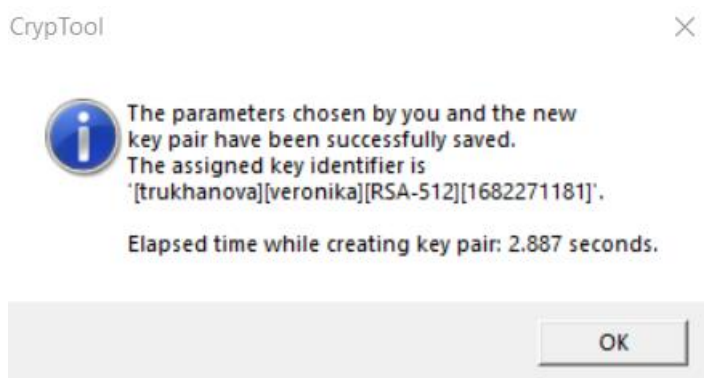 CrypTool
The parameters chosen by you and the new
key pair have been successfully saved.
The assigned key identifier is
'[trukhanova][veronika][RSA-512][1682271181]'.
Elapsed time while creating key pair: 2.887 seconds.
OK